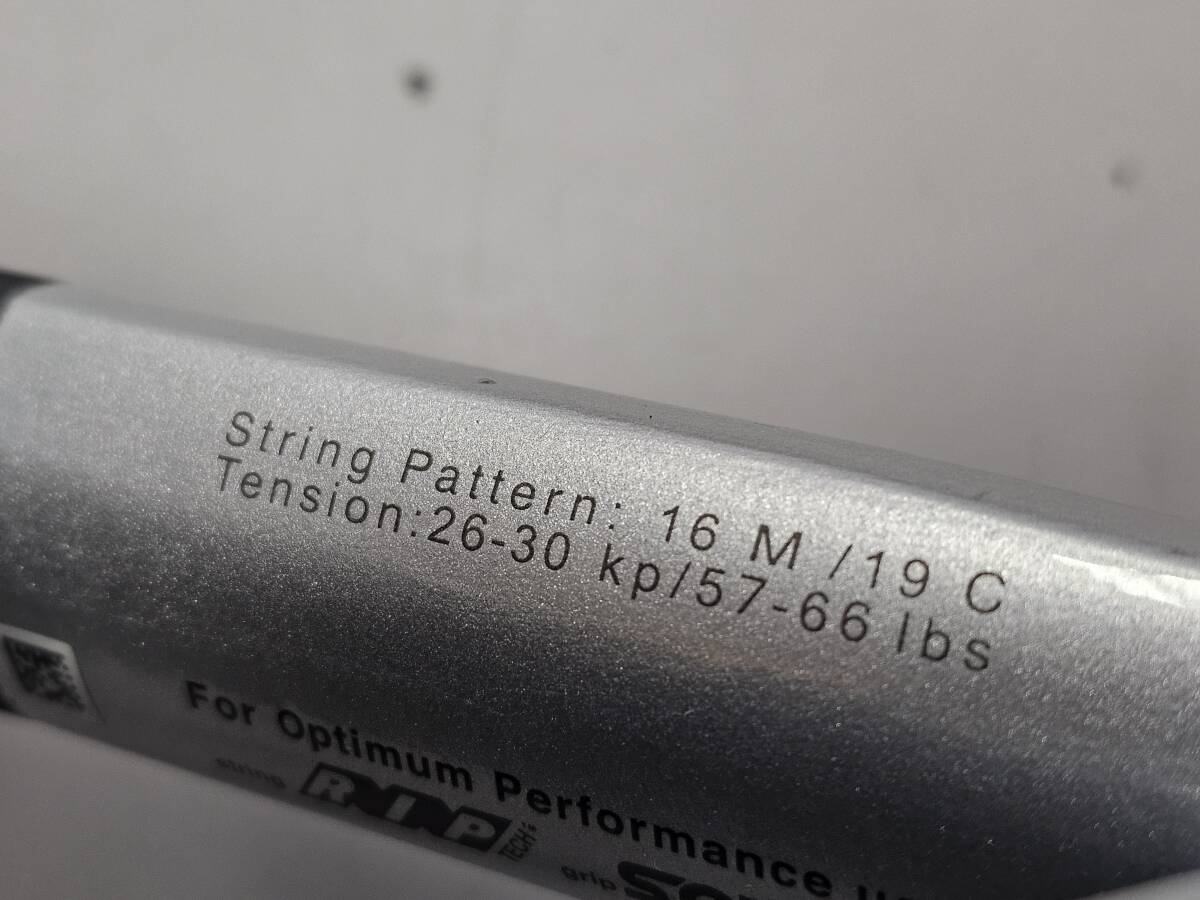 String Pattern: 16 M /19 C
Tension:26-30 kp/57-66 lbs
For Optimum Performance
string R.I.P TECH's
grip